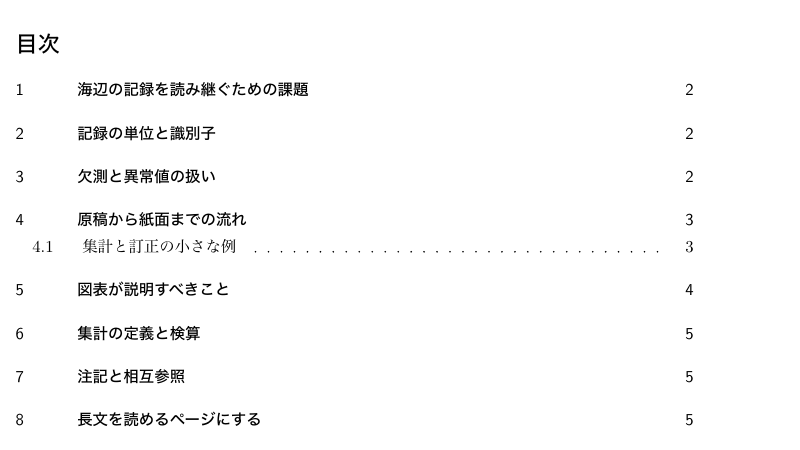 目次
1 海辺の記録を読み継ぐための課題 2
2 記録の単位と識別子 2
3 欠測と異常値の扱い 2
4 原稿から紙面までの流れ 3
4.1 集計と訂正の小さな例 . . . . . . . . . . . . . . . . . . . . . . . . . . . . . . . . 3
5 図表が説明すべきこと 4
6 集計の定義と検算 5
7 注記と相互参照 5
8 長文を読めるページにする 5